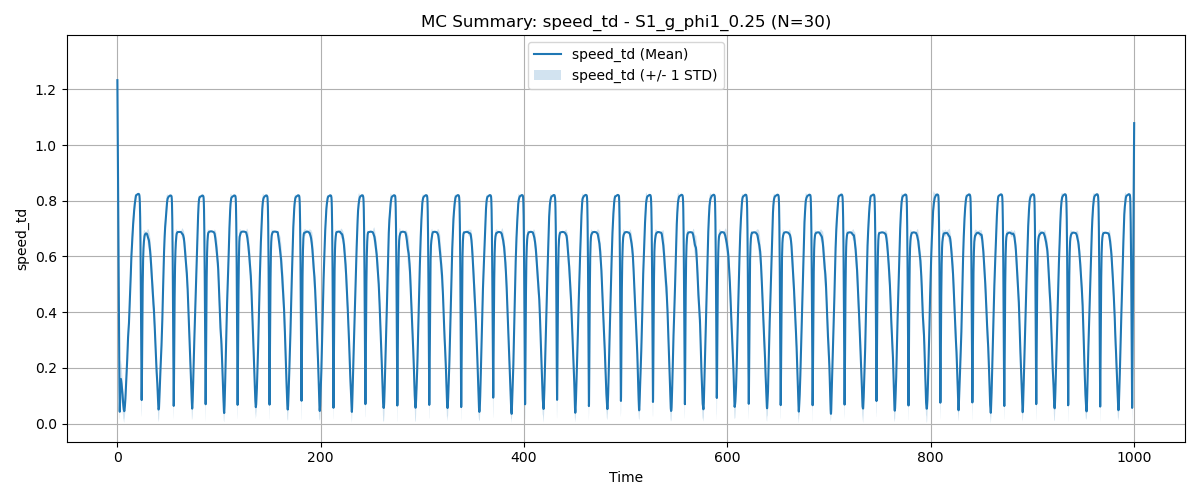 MC Summary: speed_td - S1_g_phi1_0.25 (N=30)
speed_td (Mean)
speed_td (+/- 1 STD)
speed_td
1.2
1.0
0.8
0.6
0.4
0.2
0.0
0 200 400 600 800 1000
Time